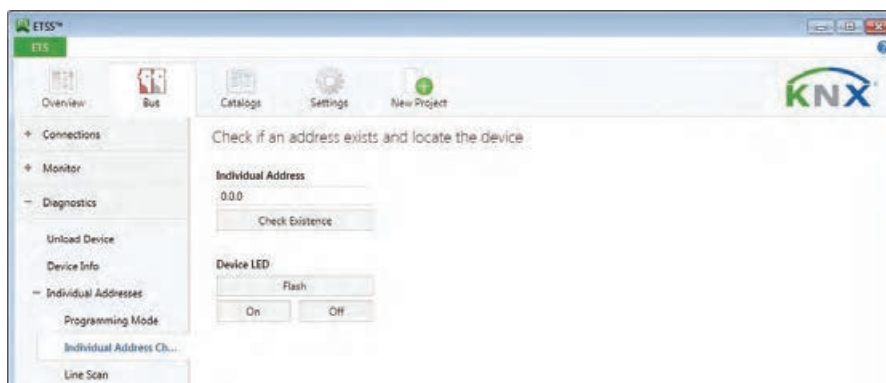 ETS5™
ETS
Overview
Bus
Catalogs
Settings
New Project
KNX
Connections
Monitor
Diagnostics
Unload Device
Device Info
Individual Addresses
Programming Mode
Individual Address Ch...
Line Scan
Check if an address exists and locate the device
Individual Address
0.0.0
Check Existence
Device LED
Flash
On
Off